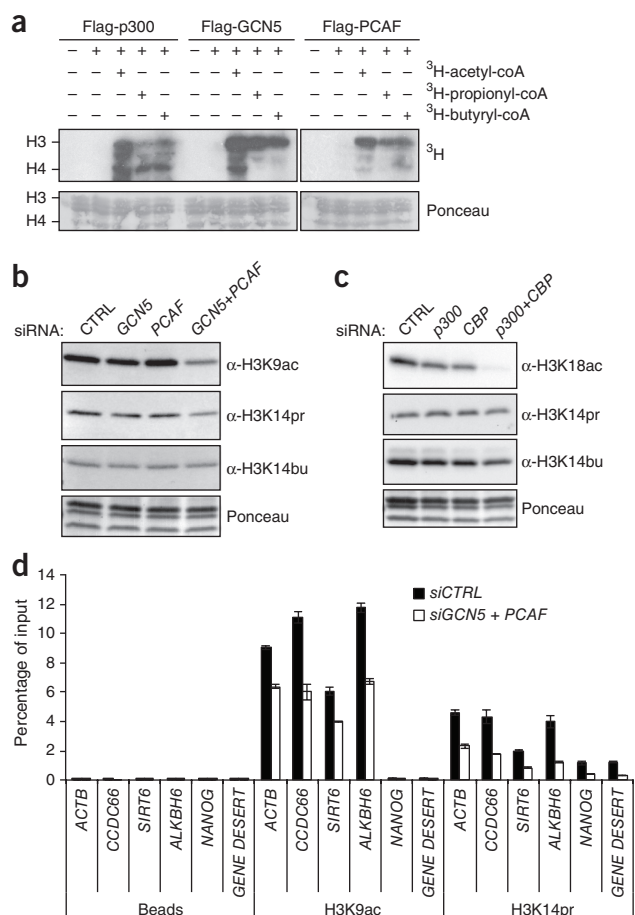 a
Flag-p300 Flag-GCN5 Flag-PCAF
– + + + + – + + + + – + + + +
– – + – – – – + – – – – + – – ³H-acetyl-coA
– – – + – – – – + – – – – + – ³H-propionyl-coA
– – – – + – – – – + – – – – + ³H-butyryl-coA
H3
H4
³H
H3
H4
Ponceau
b
siRNA: CTRL GCN5 PCAF GCN5+PCAF
α-H3K9ac
α-H3K14pr
α-H3K14bu
Ponceau
c
siRNA: CTRL p300 CBP p300+CBP
α-H3K18ac
α-H3K14pr
α-H3K14bu
Ponceau
d
Percentage of input
14
12
10
8
6
4
2
0
siCTRL
siGCN5 + PCAF
ACTB CCDC66 SIRT6 ALKBH6 NANOG GENE DESERT ACTB CCDC66 SIRT6 ALKBH6 NANOG GENE DESERT ACTB CCDC66 SIRT6 ALKBH6 NANOG GENE DESERT
Beads H3K9ac H3K14pr